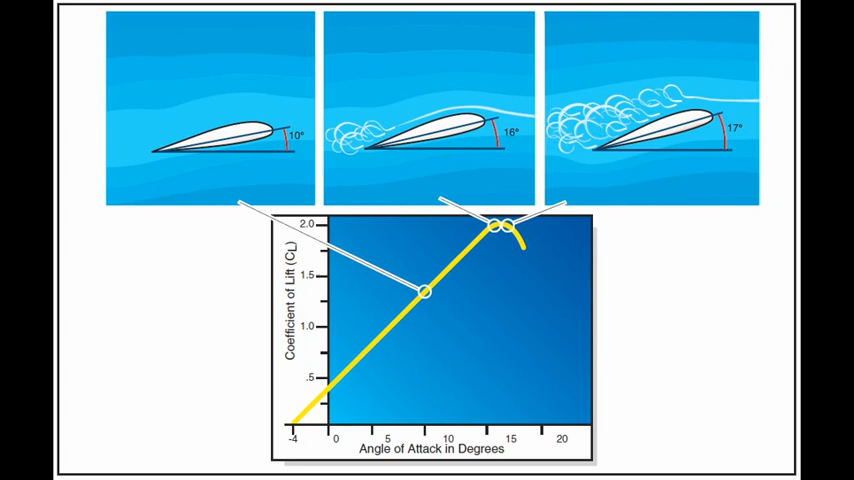 10°
16°
17°
2.0
1.5
1.0
.5
Coefficient of Lift (CL)
-4 0 5 10 15 20
Angle of Attack in Degrees